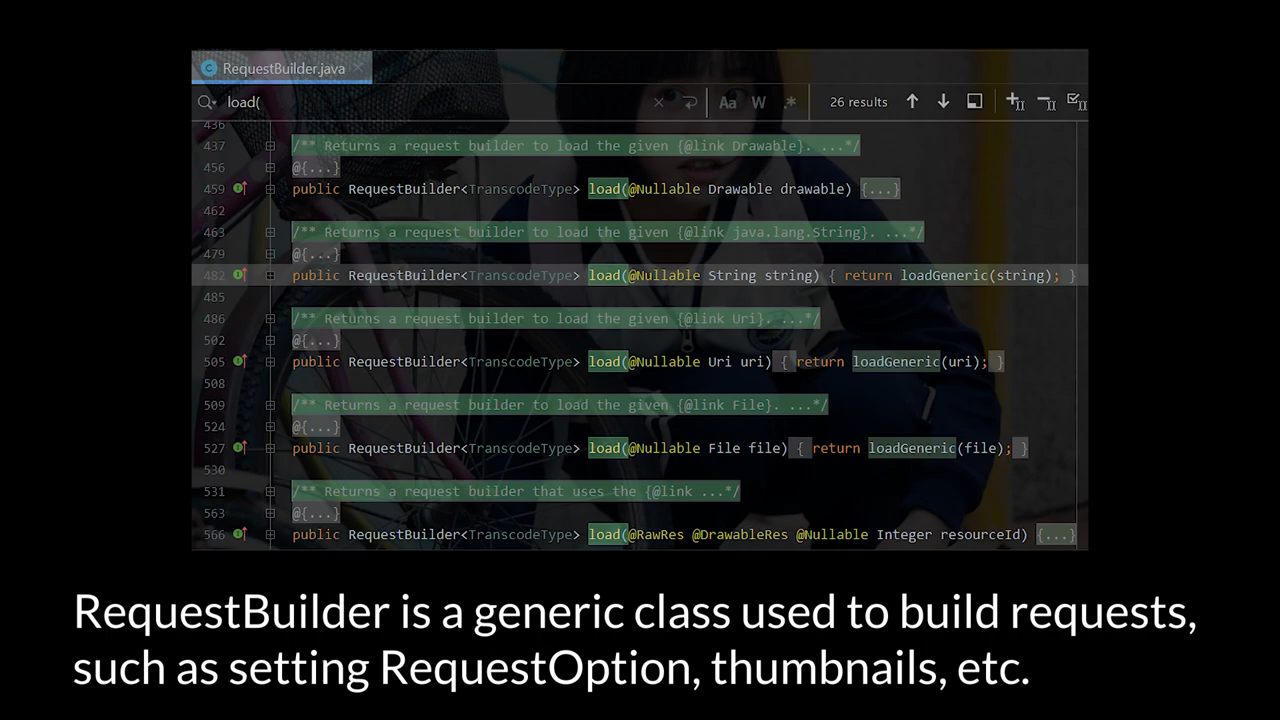 RequestBuilder.java
load( Aa W .* 26 results
436
437 /** Returns a request builder to load the given {@link Drawable}. ...*/
456 @{...}
459 public RequestBuilder<TranscodeType> load(@Nullable Drawable drawable) {...}
462
463 /** Returns a request builder to load the given {@link java.lang.String}. ...*/
479 @{...}
482 public RequestBuilder<TranscodeType> load(@Nullable String string) { return loadGeneric(string); }
485
486 /** Returns a request builder to load the given {@link Uri}. ...*/
502 @{...}
505 public RequestBuilder<TranscodeType> load(@Nullable Uri uri) { return loadGeneric(uri); }
508
509 /** Returns a request builder to load the given {@link File}. ...*/
524 @{...}
527 public RequestBuilder<TranscodeType> load(@Nullable File file) { return loadGeneric(file); }
530
531 /** Returns a request builder that uses the {@link ...*/
563 @{...}
566 public RequestBuilder<TranscodeType> load(@RawRes @DrawableRes @Nullable Integer resourceId) {...}
RequestBuilder is a generic class used to build requests,
such as setting RequestOption, thumbnails, etc.